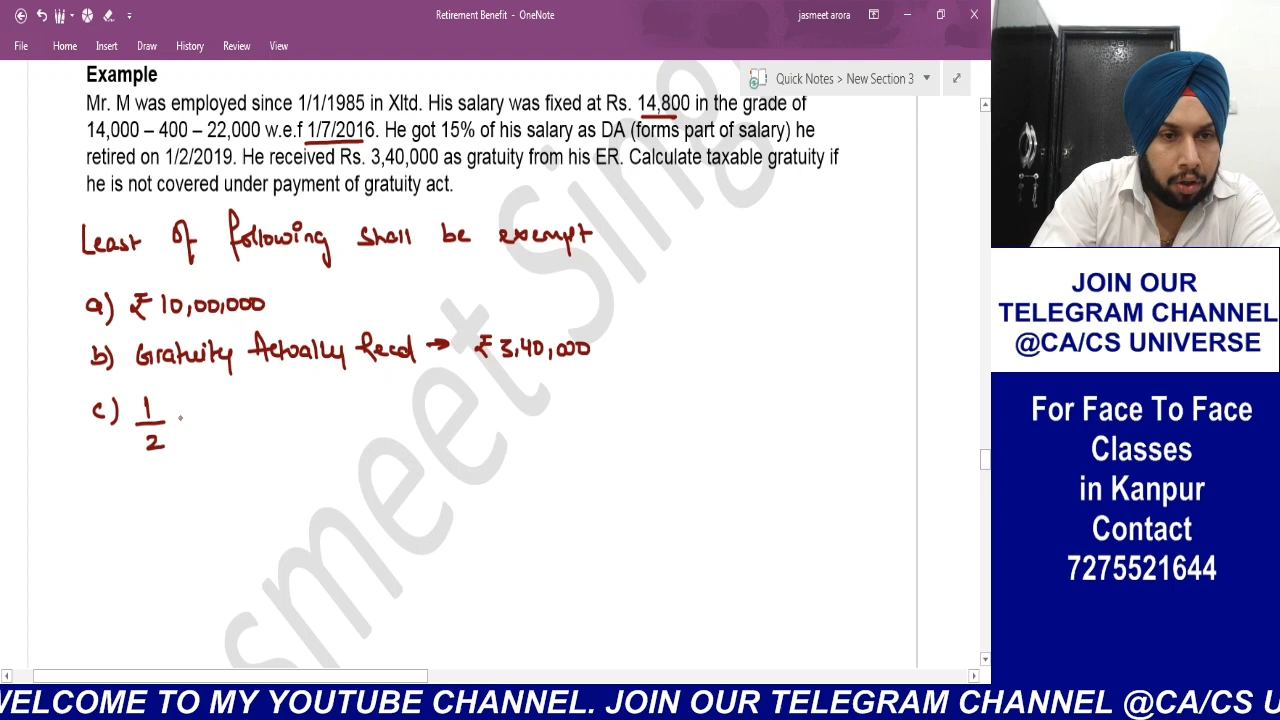 Retirement Benefit - OneNote
jasmeet arora
File Home Insert Draw History Review View
Quick Notes > New Section 3
Example
Mr. M was employed since 1/1/1985 in Xltd. His salary was fixed at Rs. 14,800 in the grade of
14,000 – 400 – 22,000 w.e.f 1/7/2016. He got 15% of his salary as DA (forms part of salary) he
retired on 1/2/2019. He received Rs. 3,40,000 as gratuity from his ER. Calculate taxable gratuity if
he is not covered under payment of gratuity act.
Least of following shall be exempt
a) ₹ 10,00,000
b) Gratuity Actually Recd → ₹ 3,40,000
c) 1
2
smeet Sing
JOIN OUR
TELEGRAM CHANNEL
@CA/CS UNIVERSE
For Face To Face
Classes
in Kanpur
Contact
7275521644
WELCOME TO MY YOUTUBE CHANNEL. JOIN OUR TELEGRAM CHANNEL @CA/CS U